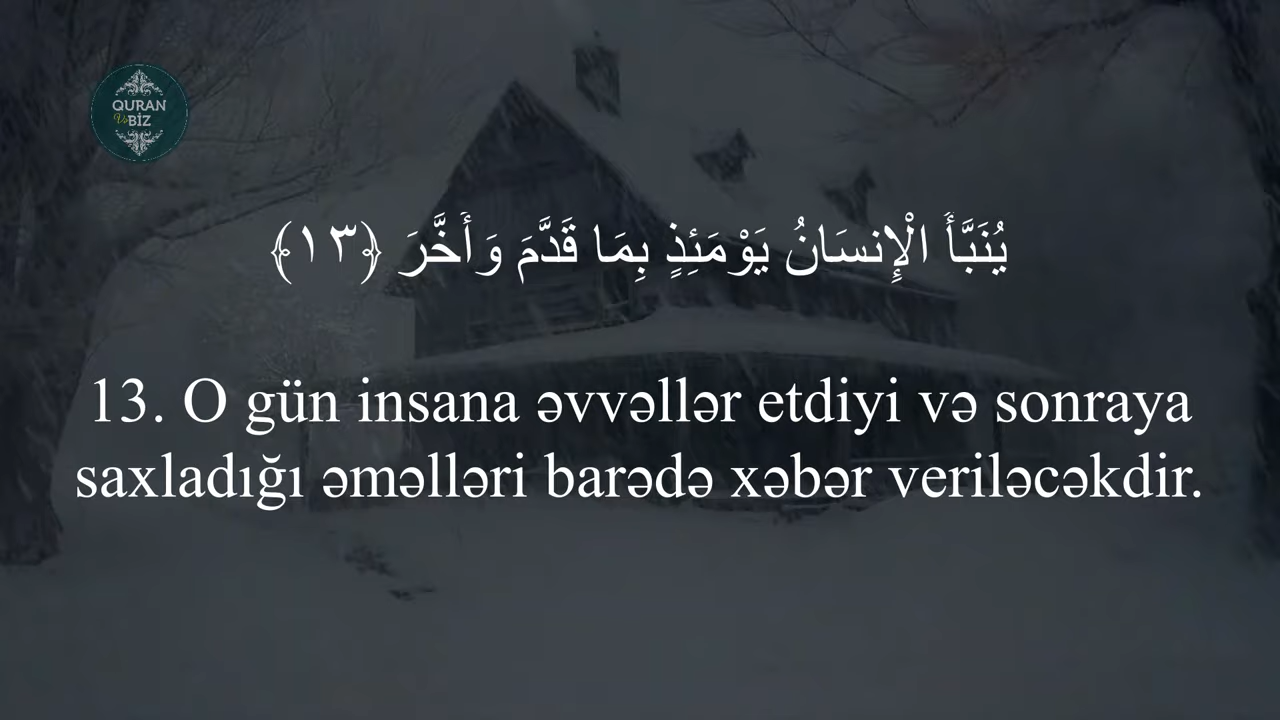 QURAN
Və BİZ
يُنَبَّأُ الْإِنسَانُ يَوْمَئِذٍ بِمَا قَدَّمَ وَأَخَّرَ ﴿١٣﴾
13. O gün insana əvvəllər etdiyi və sonraya
saxladığı əməlləri barədə xəbər veriləcəkdir.